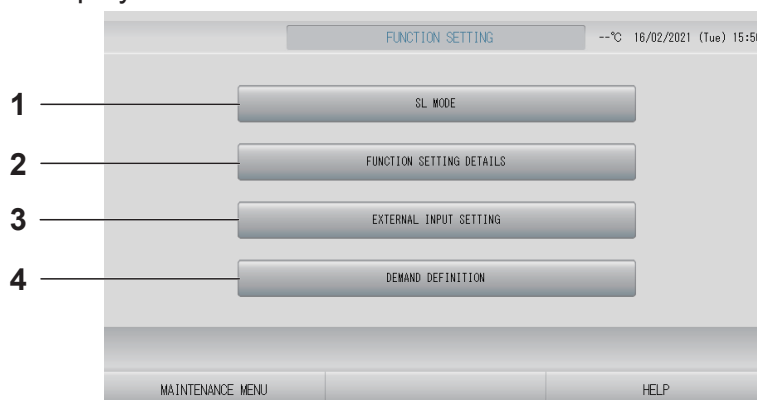 FUNCTION SETTING --℃ 16/02/2021 (Tue) 15:5
1 SL MODE
2 FUNCTION SETTING DETAILS
3 EXTERNAL INPUT SETTING
4 DEMAND DEFINITION
MAINTENANCE MENU HELP